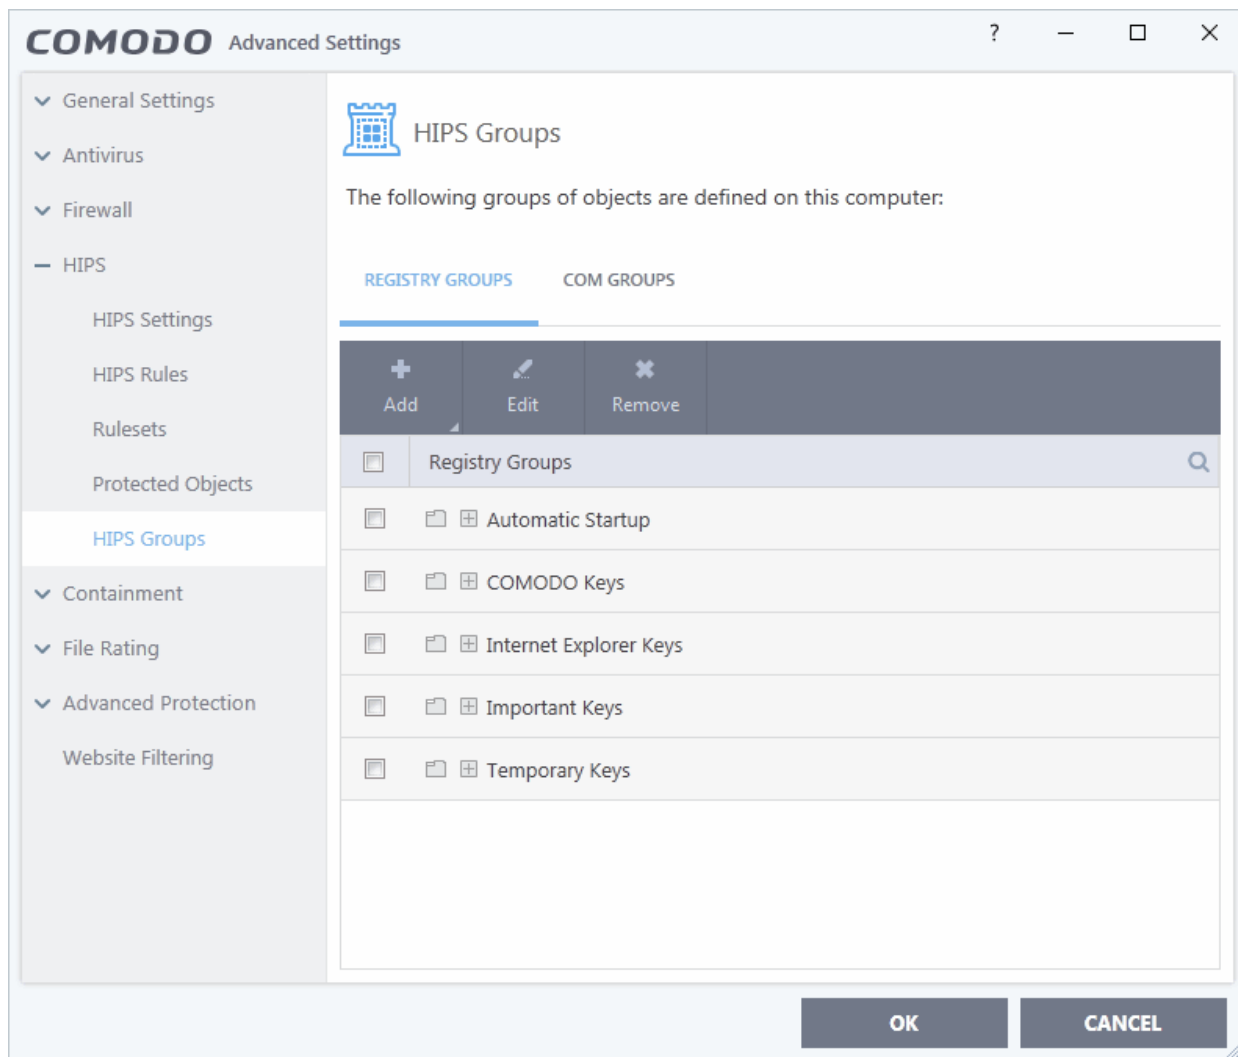 COMODO Advanced Settings ?
General Settings
Antivirus
Firewall
HIPS
HIPS Settings
HIPS Rules
Rulesets
Protected Objects
HIPS Groups
Containment
File Rating
Advanced Protection
Website Filtering
HIPS Groups
The following groups of objects are defined on this computer:
REGISTRY GROUPS COM GROUPS
Add Edit Remove
Registry Groups
Automatic Startup
COMODO Keys
Internet Explorer Keys
Important Keys
Temporary Keys
OK CANCEL